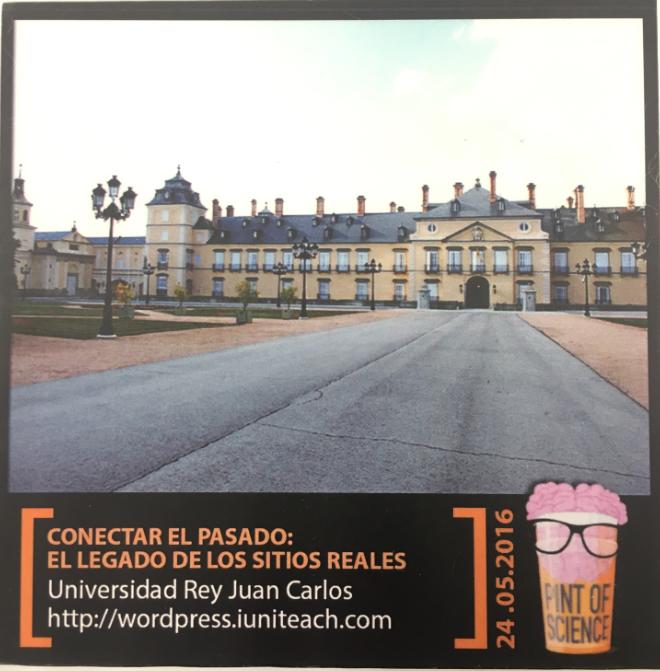 CONECTAR EL PASADO:
EL LEGADO DE LOS SITIOS REALES
Universidad Rey Juan Carlos
http://wordpress.iuniteach.com
24.05.2016
PINT OF
SCIENCE